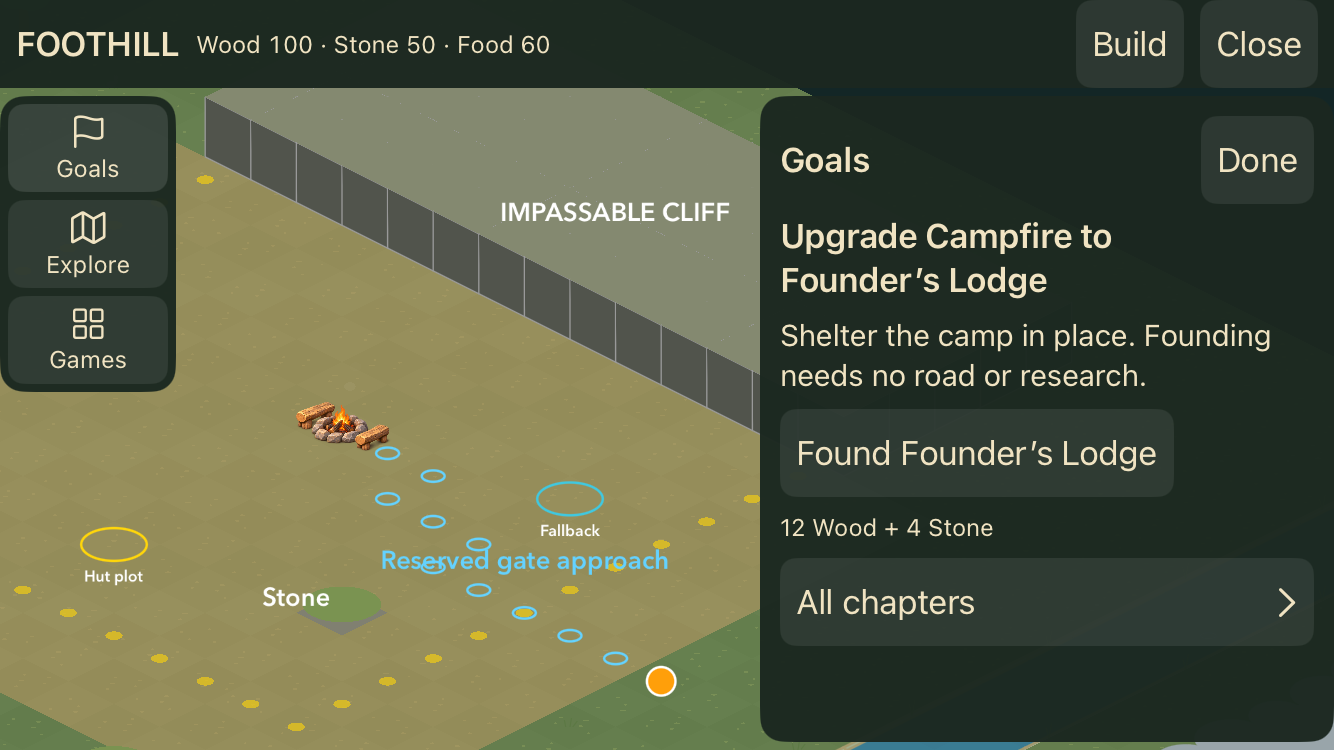 FOOTHILL Wood 100 · Stone 50 · Food 60
Build
Close
Goals
Explore
Games
IMPASSABLE CLIFF
Fallback
Reserved gate approach
Hut plot
Stone
Goals
Done
Upgrade Campfire to
Founder’s Lodge
Shelter the camp in place. Founding
needs no road or research.
Found Founder’s Lodge
12 Wood + 4 Stone
All chapters